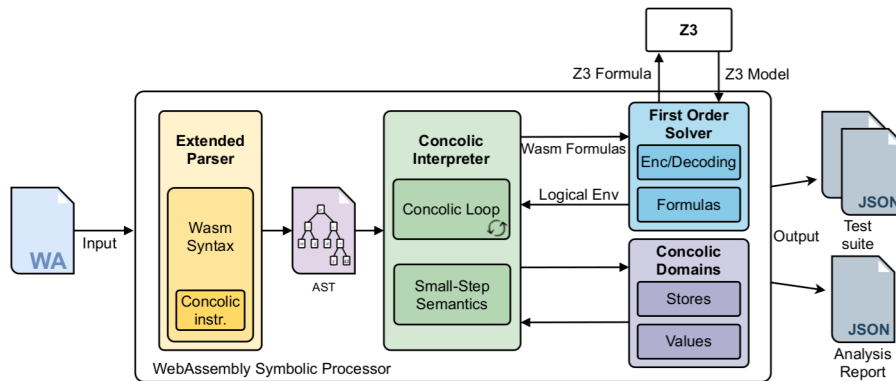 Z3
Z3 Formula
Z3 Model
Extended
Parser
Wasm
Syntax
Concolic
instr.
WA
Input
AST
Concolic
Interpreter
Concolic Loop
Small-Step
Semantics
Wasm Formulas
Logical Env
First Order
Solver
Enc/Decoding
Formulas
Concolic
Domains
Stores
Values
WebAssembly Symbolic Processor
Output
JSON
Test
suite
JSON
Analysis
Report